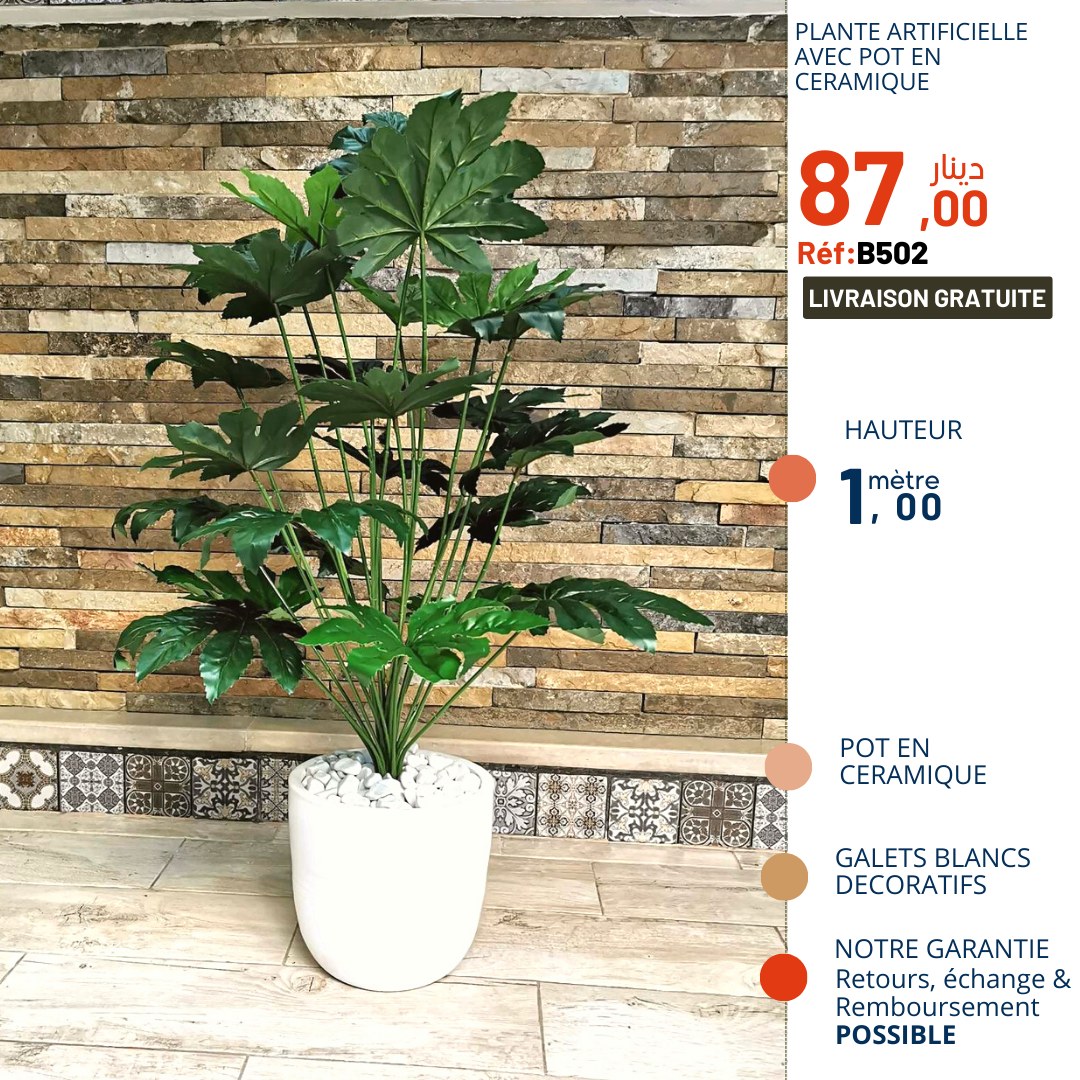 PLANTE ARTIFICIELLE
AVEC POT EN
CERAMIQUE
87 ,00 دينار
Réf:B502
LIVRAISON GRATUITE
HAUTEUR
1, 00 mètre
POT EN
CERAMIQUE
GALETS BLANCS
DECORATIFS
NOTRE GARANTIE
Retours, échange &
Remboursement
POSSIBLE